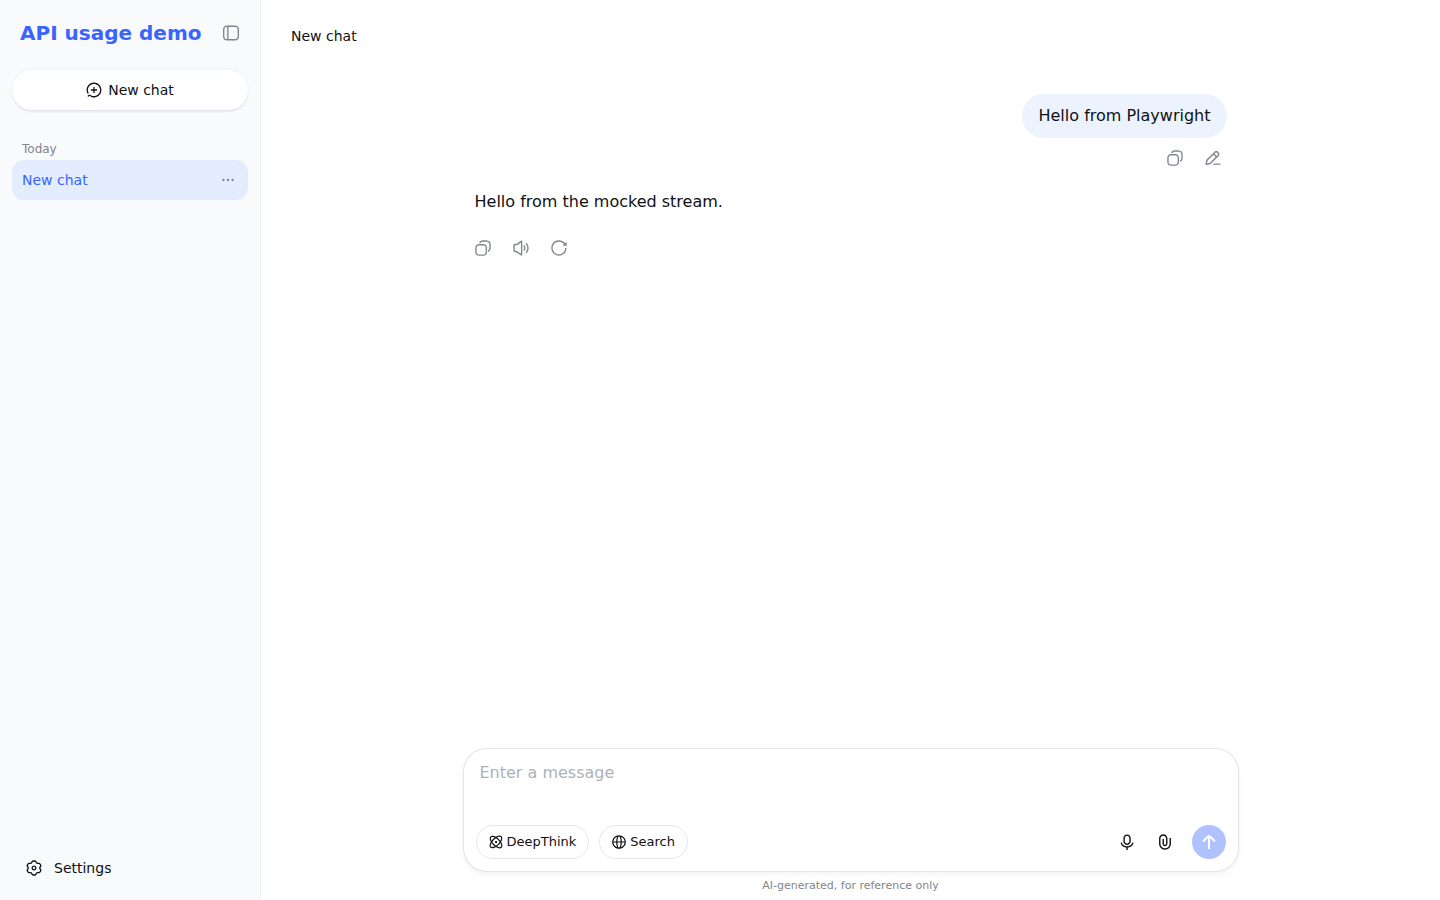 API usage demo
New chat
Today
New chat
Settings
New chat
Hello from Playwright
Hello from the mocked stream.
Enter a message
DeepThink
Search
AI-generated, for reference only